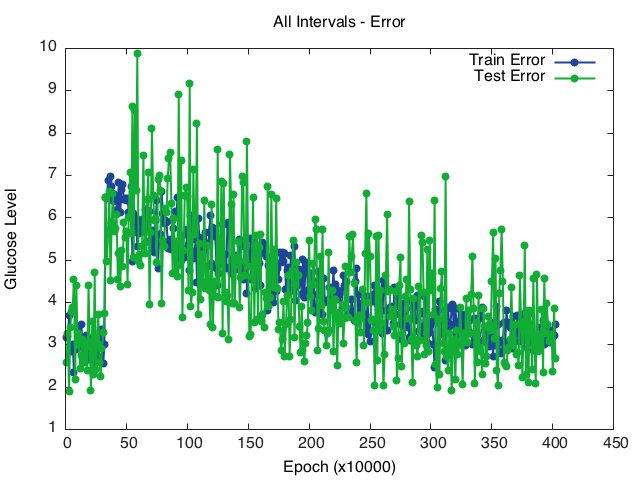 All Intervals - Error
10
9
8
7
6
5
4
3
2
1
Glucose Level
Train Error
Test Error
0 50 100 150 200 250 300 350 400 450
Epoch (x10000)